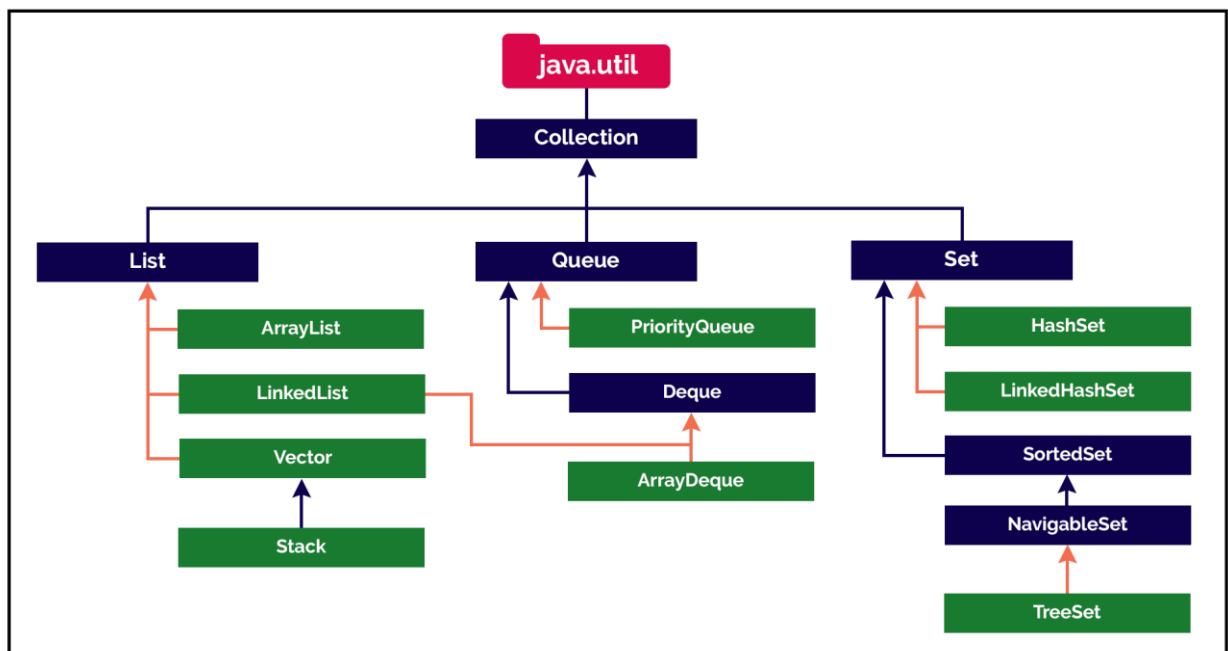 java.util
Collection
List
Queue
Set
ArrayList
PriorityQueue
HashSet
LinkedList
Deque
LinkedHashSet
Vector
SortedSet
ArrayDeque
NavigableSet
Stack
TreeSet